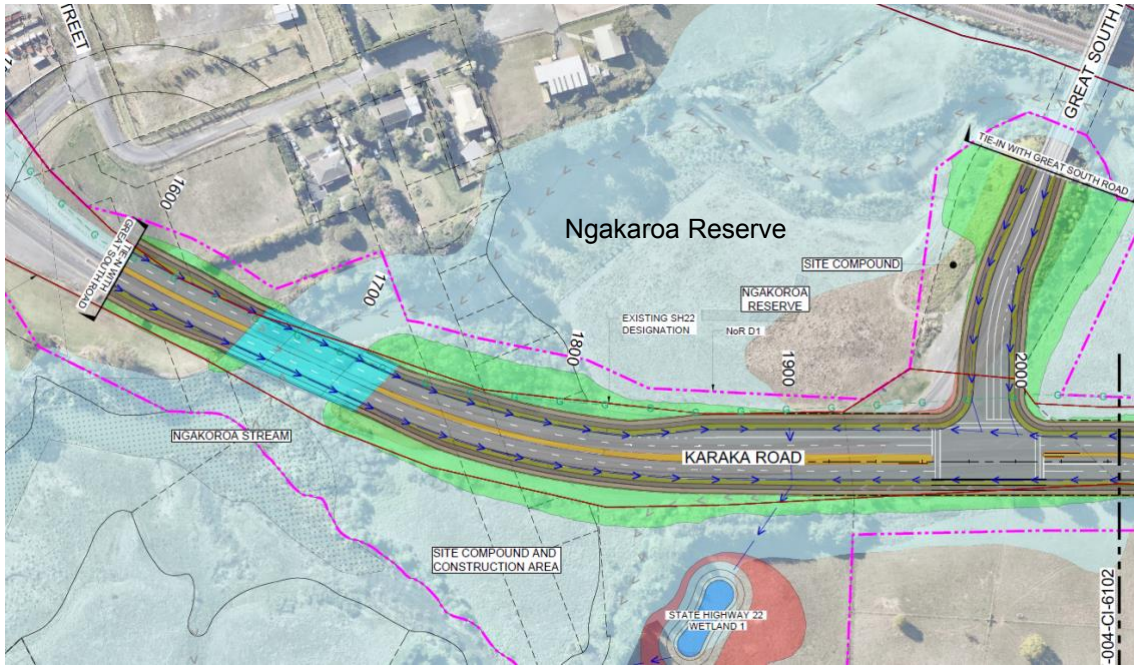 STREET
GREAT SOUTH
TIE-IN WITH GREAT SOUTH ROAD
1600
TIE-IN WITH
GREAT SOUTH ROAD
Ngakaroa Reserve
SITE COMPOUND
1700
NGAKOROA
RESERVE
EXISTING SH22
DESIGNATION
NoR D1
1800
1900
2000
G G G G G G G G
NGAKOROA STREAM
KARAKA ROAD
SITE COMPOUND AND
CONSTRUCTION AREA
STATE HIGHWAY 22
WETLAND 1
-004-CI-6102